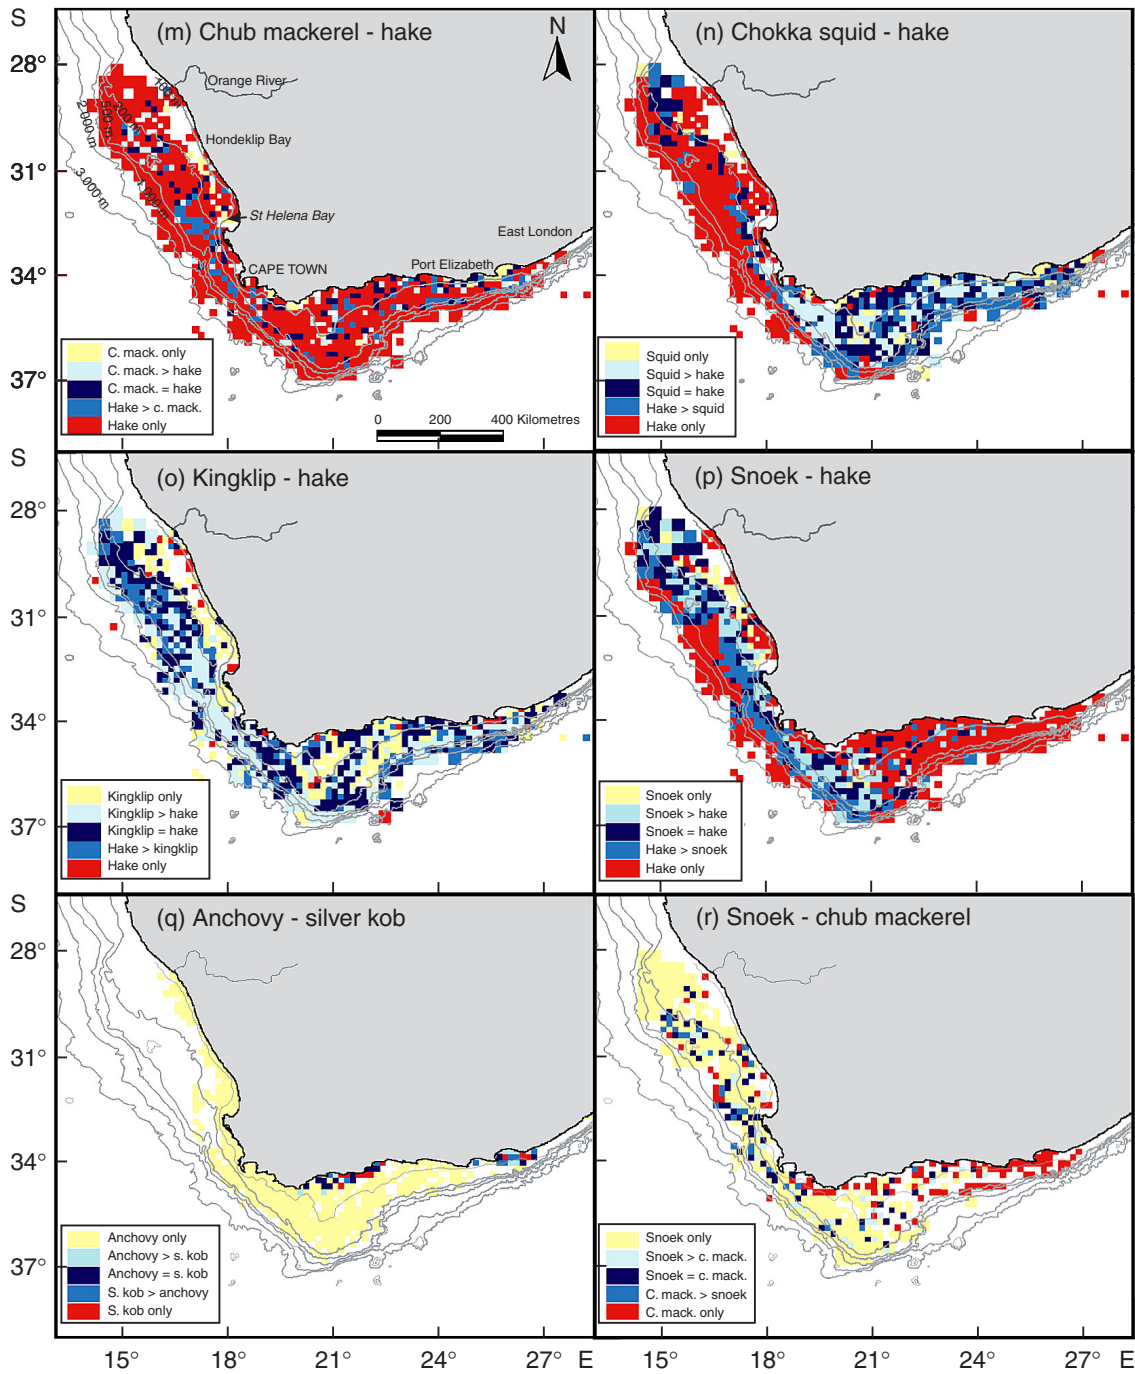 S
(m) Chub mackerel - hake
N
(n) Chokka squid - hake
28°
Orange River
100 m
200 m
500 m
2000 m
Hondeklip Bay
31°
3 000 m
1 000 m
St Helena Bay
East London
34°
CAPE TOWN
Port Elizabeth
C. mack. only
C. mack. > hake
C. mack. = hake
Hake > c. mack.
Hake only
37°
0 200 400 Kilometres
Squid only
Squid > hake
Squid = hake
Hake > squid
Hake only
S
(o) Kingklip - hake
(p) Snoek - hake
28°
31°
34°
37°
Kingklip only
Kingklip > hake
Kingklip = hake
Hake > kingklip
Hake only
Snoek only
Snoek > hake
Snoek = hake
Hake > snoek
Hake only
S
(q) Anchovy - silver kob
(r) Snoek - chub mackerel
28°
31°
34°
37°
Anchovy only
Anchovy > s. kob
Anchovy = s. kob
S. kob > anchovy
S. kob only
Snoek only
Snoek > c. mack.
Snoek = c. mack.
C. mack. > snoek
C. mack. only
15° 18° 21° 24° 27° E
15° 18° 21° 24° 27° E